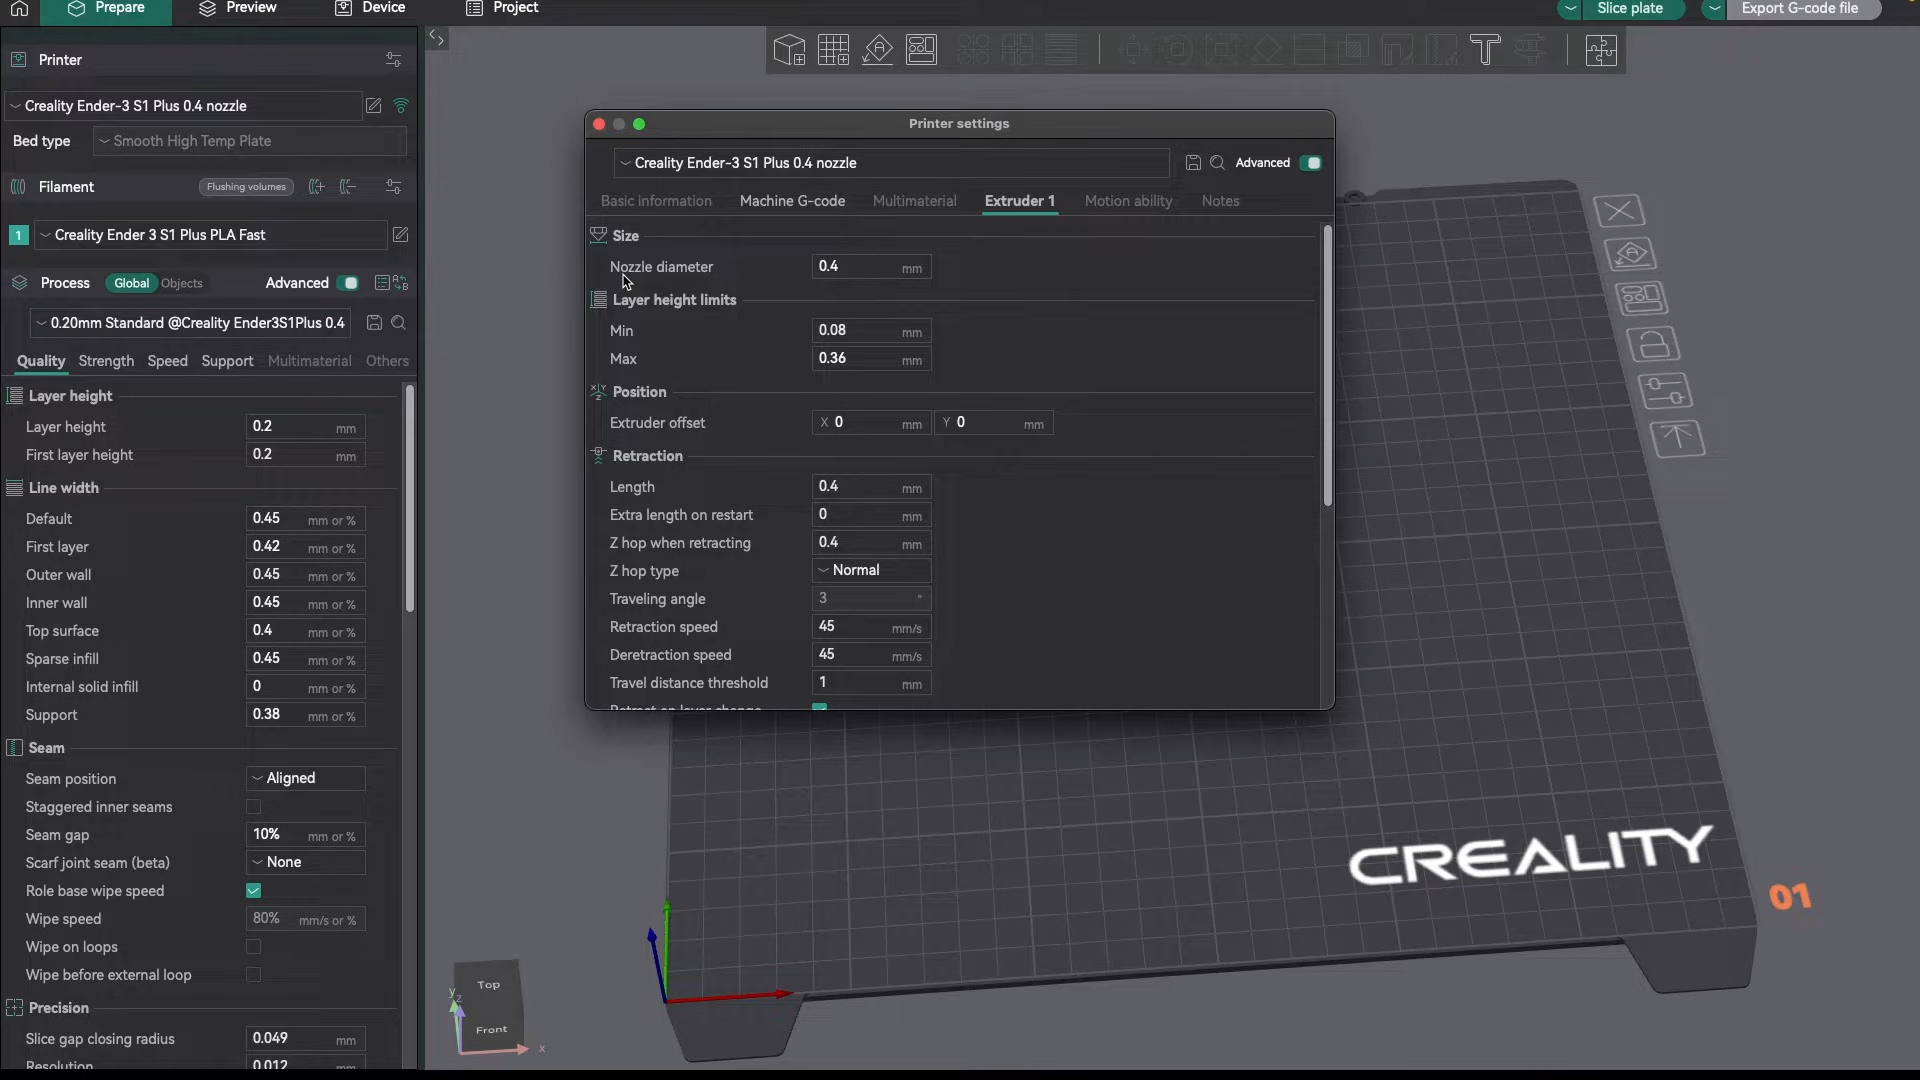 Prepare
Preview
Device
Project
Slice plate
Export G-code file
Printer
Creality Ender-3 S1 Plus 0.4 nozzle
Bed type
Smooth High Temp Plate
Filament
Flushing volumes
1
Creality Ender 3 S1 Plus PLA Fast
Process
Global
Objects
Advanced
0.20mm Standard @Creality Ender3S1Plus 0.4
Quality
Strength
Speed
Support
Multimaterial
Others
Layer height
Layer height 0.2 mm
First layer height 0.2 mm
Line width
Default 0.45 mm or %
First layer 0.42 mm or %
Outer wall 0.45 mm or %
Inner wall 0.45 mm or %
Top surface 0.4 mm or %
Sparse infill 0.45 mm or %
Internal solid infill 0 mm or %
Support 0.38 mm or %
Seam
Seam position Aligned
Staggered inner seams
Seam gap 10% mm or %
Scarf joint seam (beta) None
Role base wipe speed
Wipe speed 80% mm/s or %
Wipe on loops
Wipe before external loop
Precision
Slice gap closing radius 0.049 mm
Resolution 0.012 mm
Printer settings
Creality Ender-3 S1 Plus 0.4 nozzle
Advanced
Basic information
Machine G-code
Multimaterial
Extruder 1
Motion ability
Notes
Size
Nozzle diameter 0.4 mm
Layer height limits
Min 0.08 mm
Max 0.36 mm
Position
Extruder offset X 0 mm Y 0 mm
Retraction
Length 0.4 mm
Extra length on restart 0 mm
Z hop when retracting 0.4 mm
Z hop type Normal
Traveling angle 3 °
Retraction speed 45 mm/s
Deretraction speed 45 mm/s
Travel distance threshold 1 mm
Retract on layer change
CREALITY
01
Top
Front
x
y
z